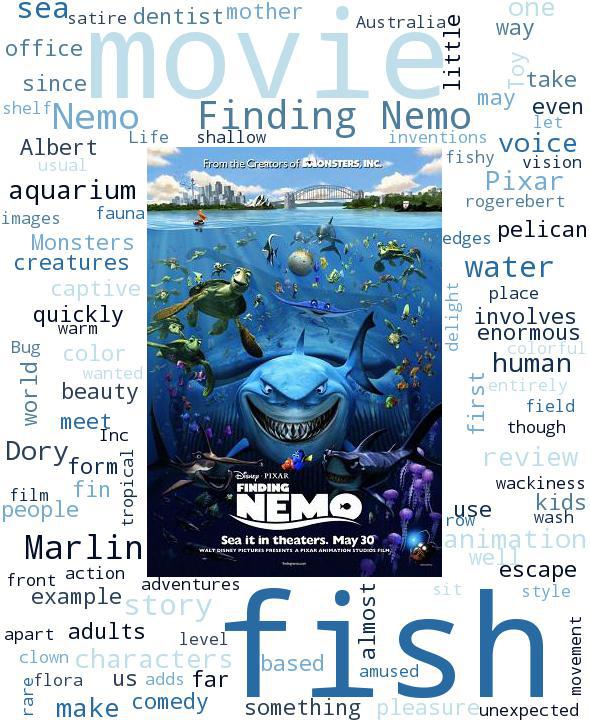 sea
satire
dentist
mother
Australia
one
way
office
movie
little
since
Toy
take
shelf
Nemo
Finding Nemo
may
even
let
Life
shallow
inventions
voice
Albert
usual
fishy
vision
aquarium
Pixar
rogerebert
images
fauna
Monsters
edges
pelican
creatures
captive
water
quickly
warm
place
involves
enormous
delight
Bug
color
colorful
wanted
human
world
beauty
entirely
first
field
meet
Inc
though
Dory
form
tropical
review
film
fin
people
wackiness
kids
use
row
wash
Marlin
animation
well
front
action
escape
From the Creators of MONSTERS, INC.
Disney · PIXAR
FINDING
NEMO
Sea it in theaters. May 30
WALT DISNEY PICTURES PRESENTS A PIXAR ANIMATION STUDIOS FILM
adventures
example
story
sit
style
almost
fish
apart
adults
level
movement
clown
characters
based
amused
rare
flora
us
adds
far
make
comedy
something
pleasure
unexpected